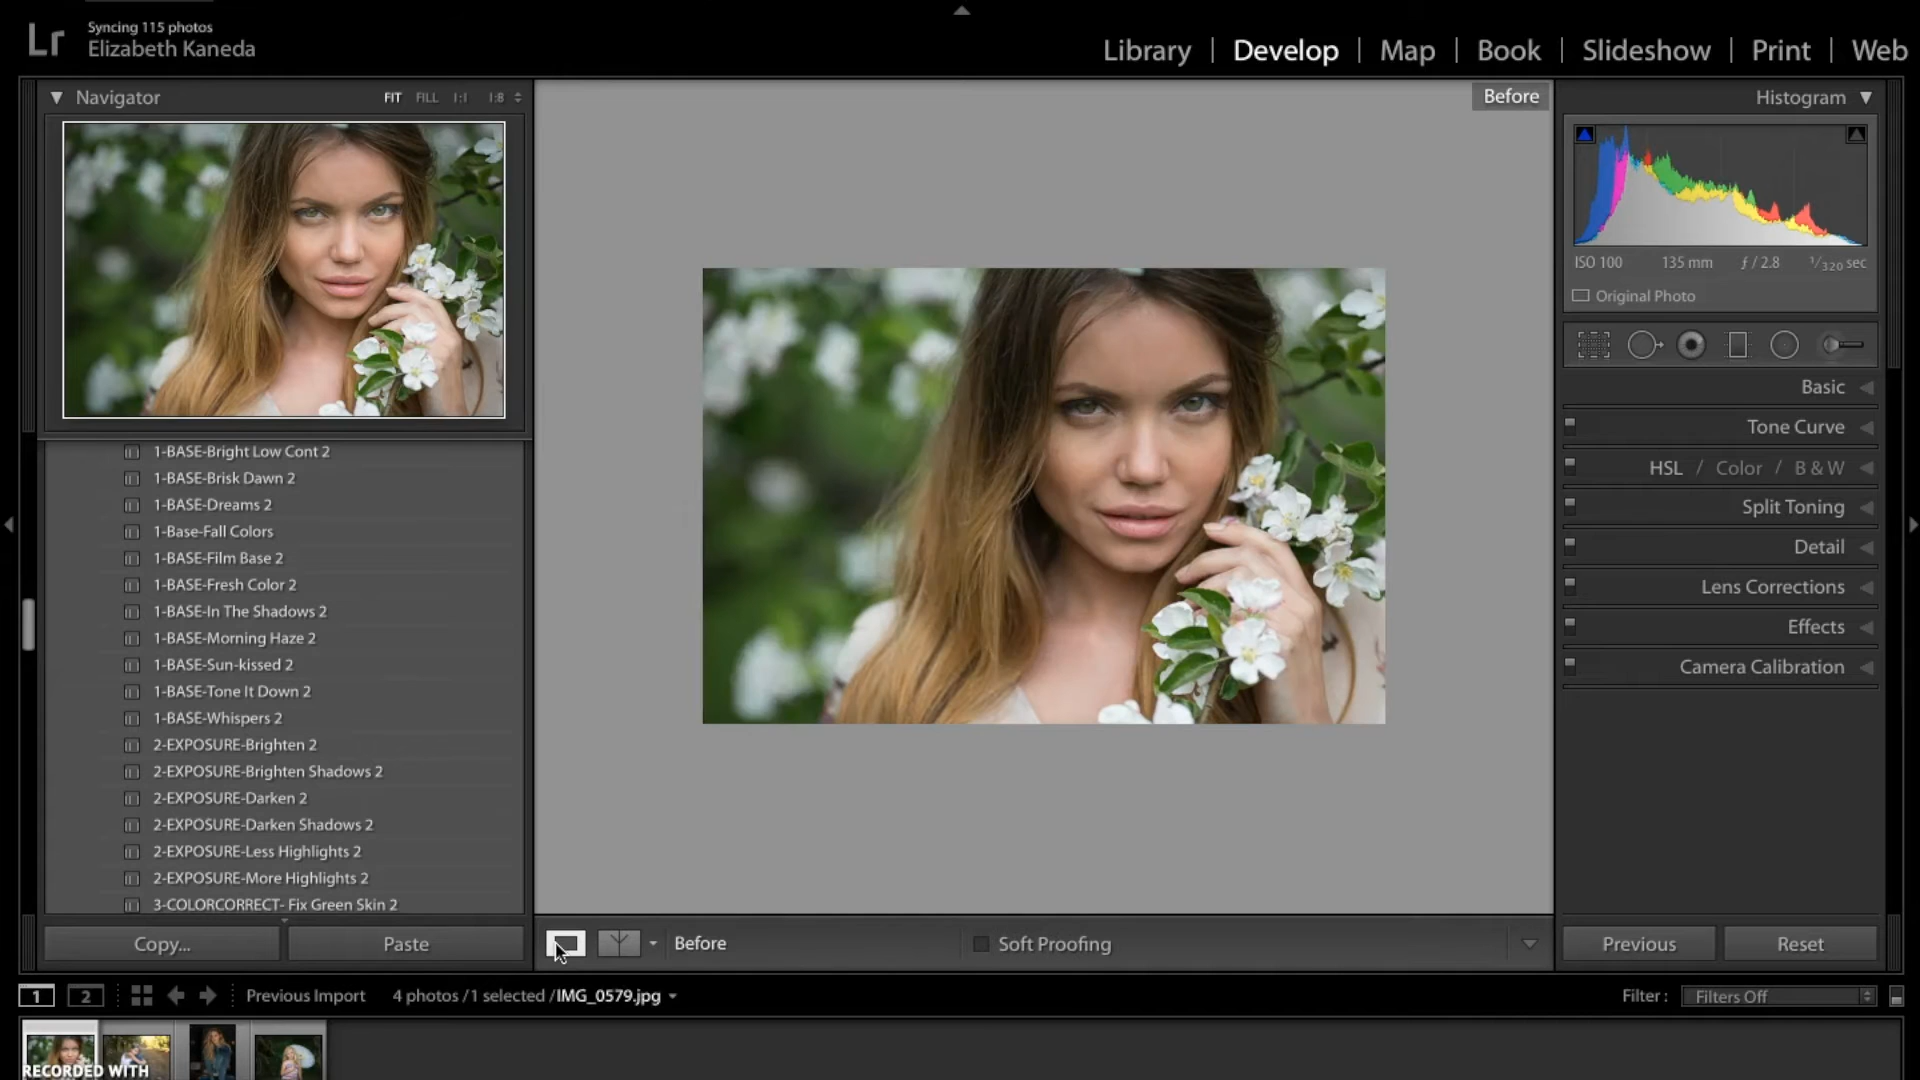 Lr
Syncing 115 photos
Elizabeth Kaneda
Library | Develop | Map | Book | Slideshow | Print | Web
Navigator FIT FILL 1:1 1:8
Before
Histogram
ISO 100 135 mm ƒ / 2.8 1/320 sec
Original Photo
Basic
Tone Curve
HSL / Color / B & W
Split Toning
Detail
Lens Corrections
Effects
Camera Calibration
1-BASE-Bright Low Cont 2
1-BASE-Brisk Dawn 2
1-BASE-Dreams 2
1-Base-Fall Colors
1-BASE-Film Base 2
1-BASE-Fresh Color 2
1-BASE-In The Shadows 2
1-BASE-Morning Haze 2
1-BASE-Sun-kissed 2
1-BASE-Tone It Down 2
1-BASE-Whispers 2
2-EXPOSURE-Brighten 2
2-EXPOSURE-Brighten Shadows 2
2-EXPOSURE-Darken 2
2-EXPOSURE-Darken Shadows 2
2-EXPOSURE-Less Highlights 2
2-EXPOSURE-More Highlights 2
3-COLORCORRECT- Fix Green Skin 2
Copy... Paste
Before
Soft Proofing
Previous Reset
1 2 Previous Import 4 photos /1 selected /IMG_0579.jpg
Filter : Filters Off
RECORDED WITH